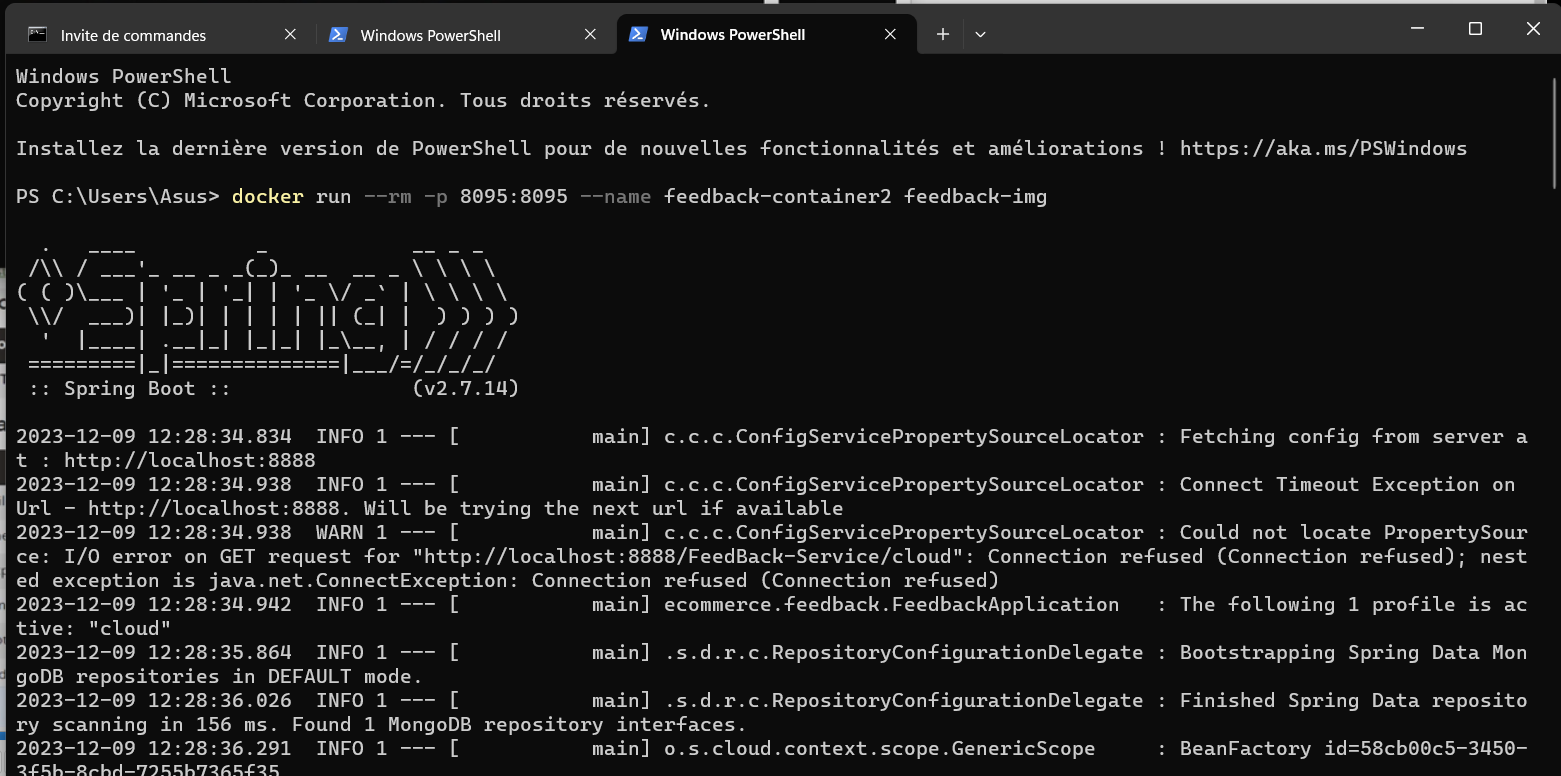 Invite de commandes
Windows PowerShell
Windows PowerShell
Windows PowerShell
Copyright (C) Microsoft Corporation. Tous droits réservés.
Installez la dernière version de PowerShell pour de nouvelles fonctionnalités et améliorations ! https://aka.ms/PSWindows
PS C:\Users\Asus> docker run --rm -p 8095:8095 --name feedback-container2 feedback-img
  .   ____          _            __ _ _
 /\\ / ___'_ __ _ _(_)_ __  __ _ \ \ \ \
( ( )\___ | '_ | '_| | '_ \/ _` | \ \ \ \
 \\/  ___)| |_)| | | | | || (_| |  ) ) ) )
  '  |____| .__|_| |_|_| |_\__, | / / / /
 =========|_|==============|___/=/_/_/_/
 :: Spring Boot ::               (v2.7.14)
2023-12-09 12:28:34.834  INFO 1 --- [           main] c.c.c.ConfigServicePropertySourceLocator : Fetching config from server a
t : http://localhost:8888
2023-12-09 12:28:34.938  INFO 1 --- [           main] c.c.c.ConfigServicePropertySourceLocator : Connect Timeout Exception on
Url - http://localhost:8888. Will be trying the next url if available
2023-12-09 12:28:34.938  WARN 1 --- [           main] c.c.c.ConfigServicePropertySourceLocator : Could not locate PropertySour
ce: I/O error on GET request for "http://localhost:8888/FeedBack-Service/cloud": Connection refused (Connection refused); nest
ed exception is java.net.ConnectException: Connection refused (Connection refused)
2023-12-09 12:28:34.942  INFO 1 --- [           main] ecommerce.feedback.FeedbackApplication   : The following 1 profile is ac
tive: "cloud"
2023-12-09 12:28:35.864  INFO 1 --- [           main] .s.d.r.c.RepositoryConfigurationDelegate : Bootstrapping Spring Data Mon
goDB repositories in DEFAULT mode.
2023-12-09 12:28:36.026  INFO 1 --- [           main] .s.d.r.c.RepositoryConfigurationDelegate : Finished Spring Data reposito
ry scanning in 156 ms. Found 1 MongoDB repository interfaces.
2023-12-09 12:28:36.291  INFO 1 --- [           main] o.s.cloud.context.scope.GenericScope     : BeanFactory id=58cb00c5-3450-
3f5b-8cbd-7255b7365f35